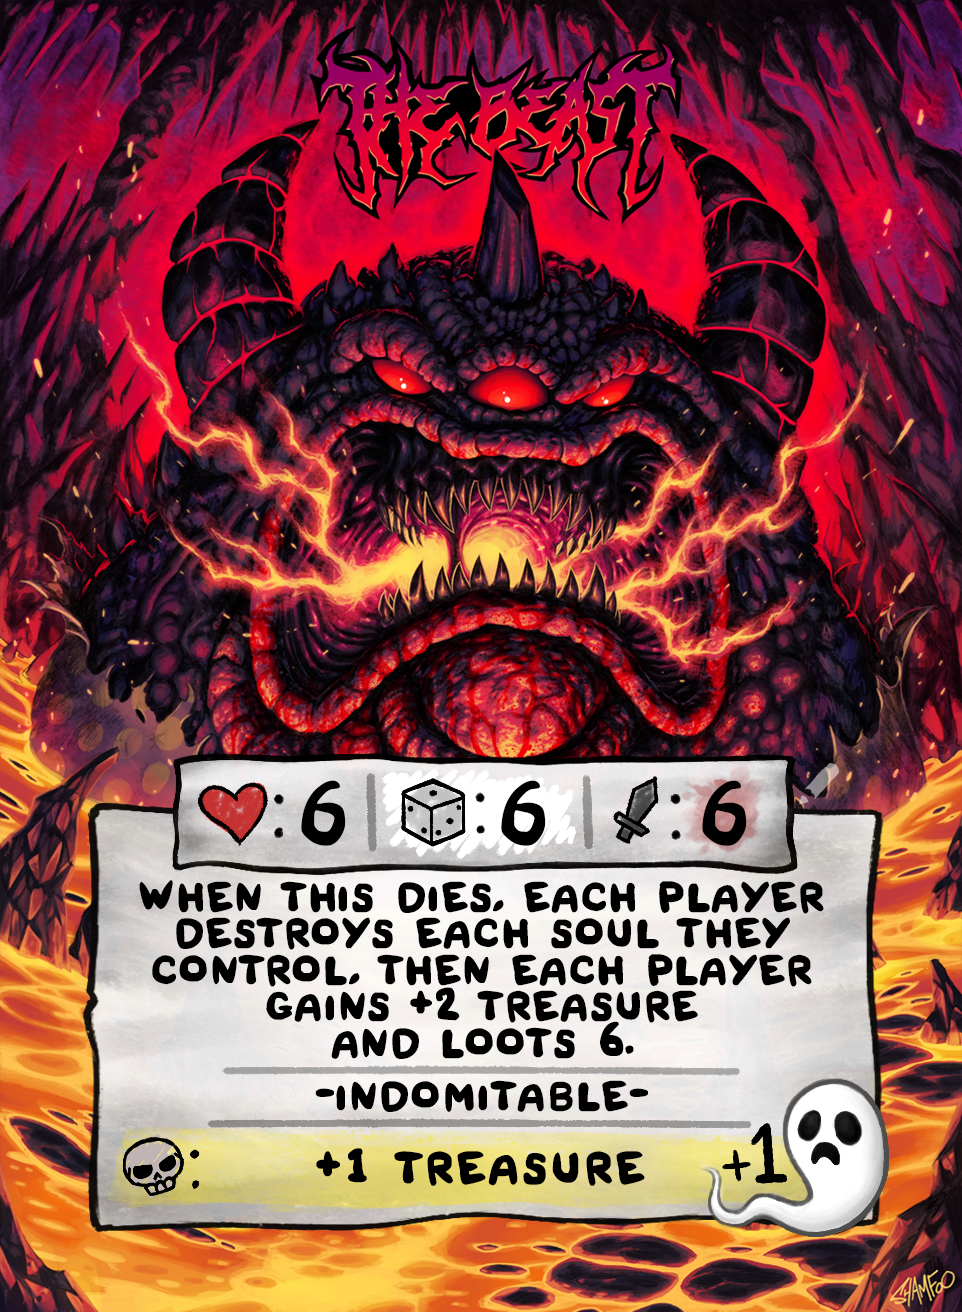 THE BEAST
: 6 | : 6 | : 6
WHEN THIS DIES, EACH PLAYER
DESTROYS EACH SOUL THEY
CONTROL. THEN EACH PLAYER
GAINS +2 TREASURE
AND LOOTS 6.
-INDOMITABLE-
: +1 TREASURE +1
SHAMFOO